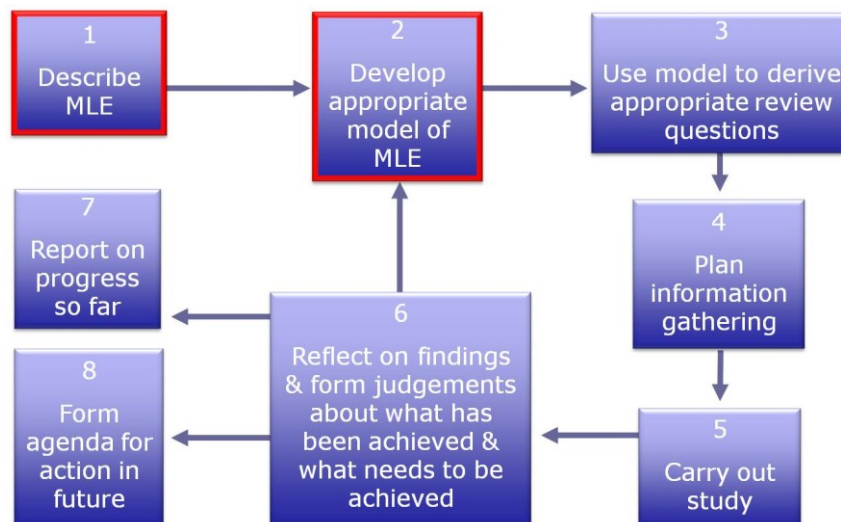 1
Describe
MLE
2
Develop
appropriate
model of
MLE
3
Use model to derive
appropriate review
questions
4
Plan
information
gathering
5
Carry out
study
6
Reflect on findings
& form judgements
about what has
been achieved &
what needs to be
achieved
7
Report on
progress
so far
8
Form
agenda for
action in
future